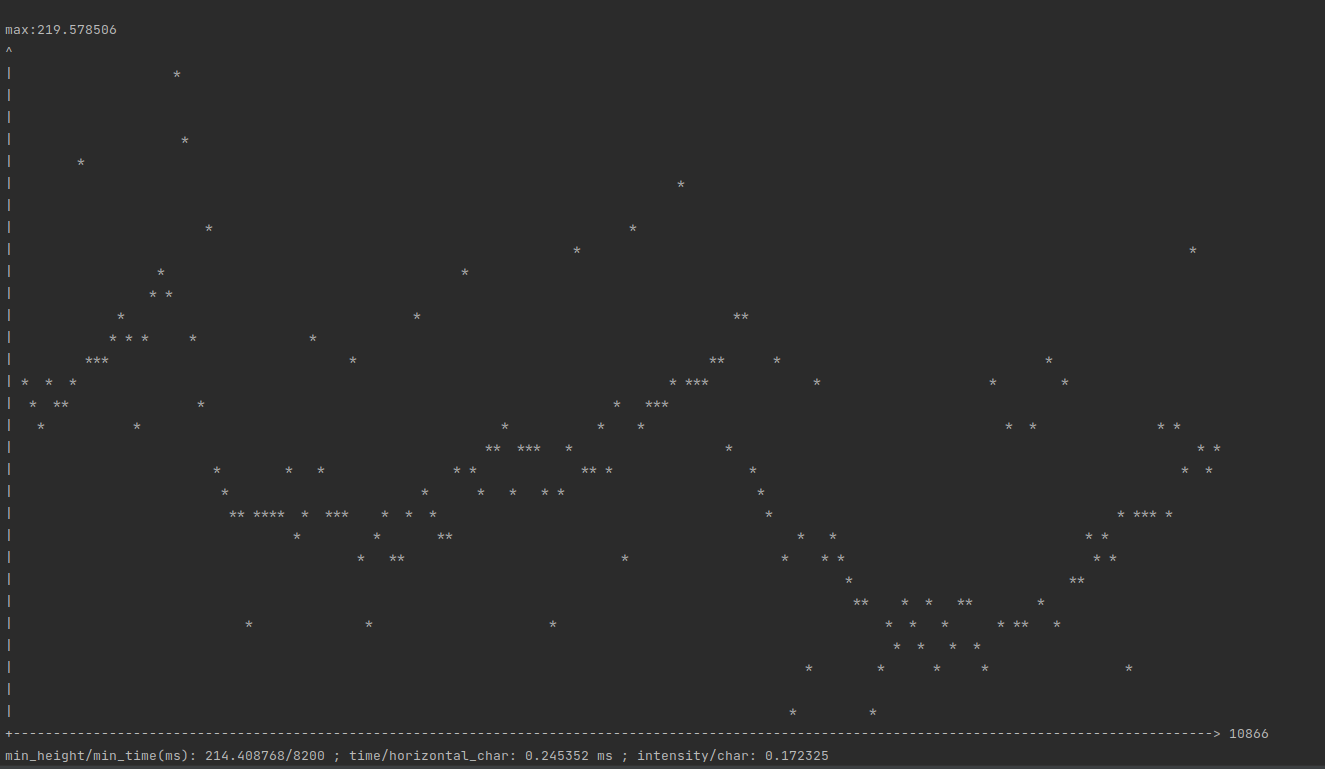 max:219.578506
min_height/min_time(ms): 214.408768/8200 ; time/horizontal_char: 0.245352 ms ; intensity/char: 0.172325
10866